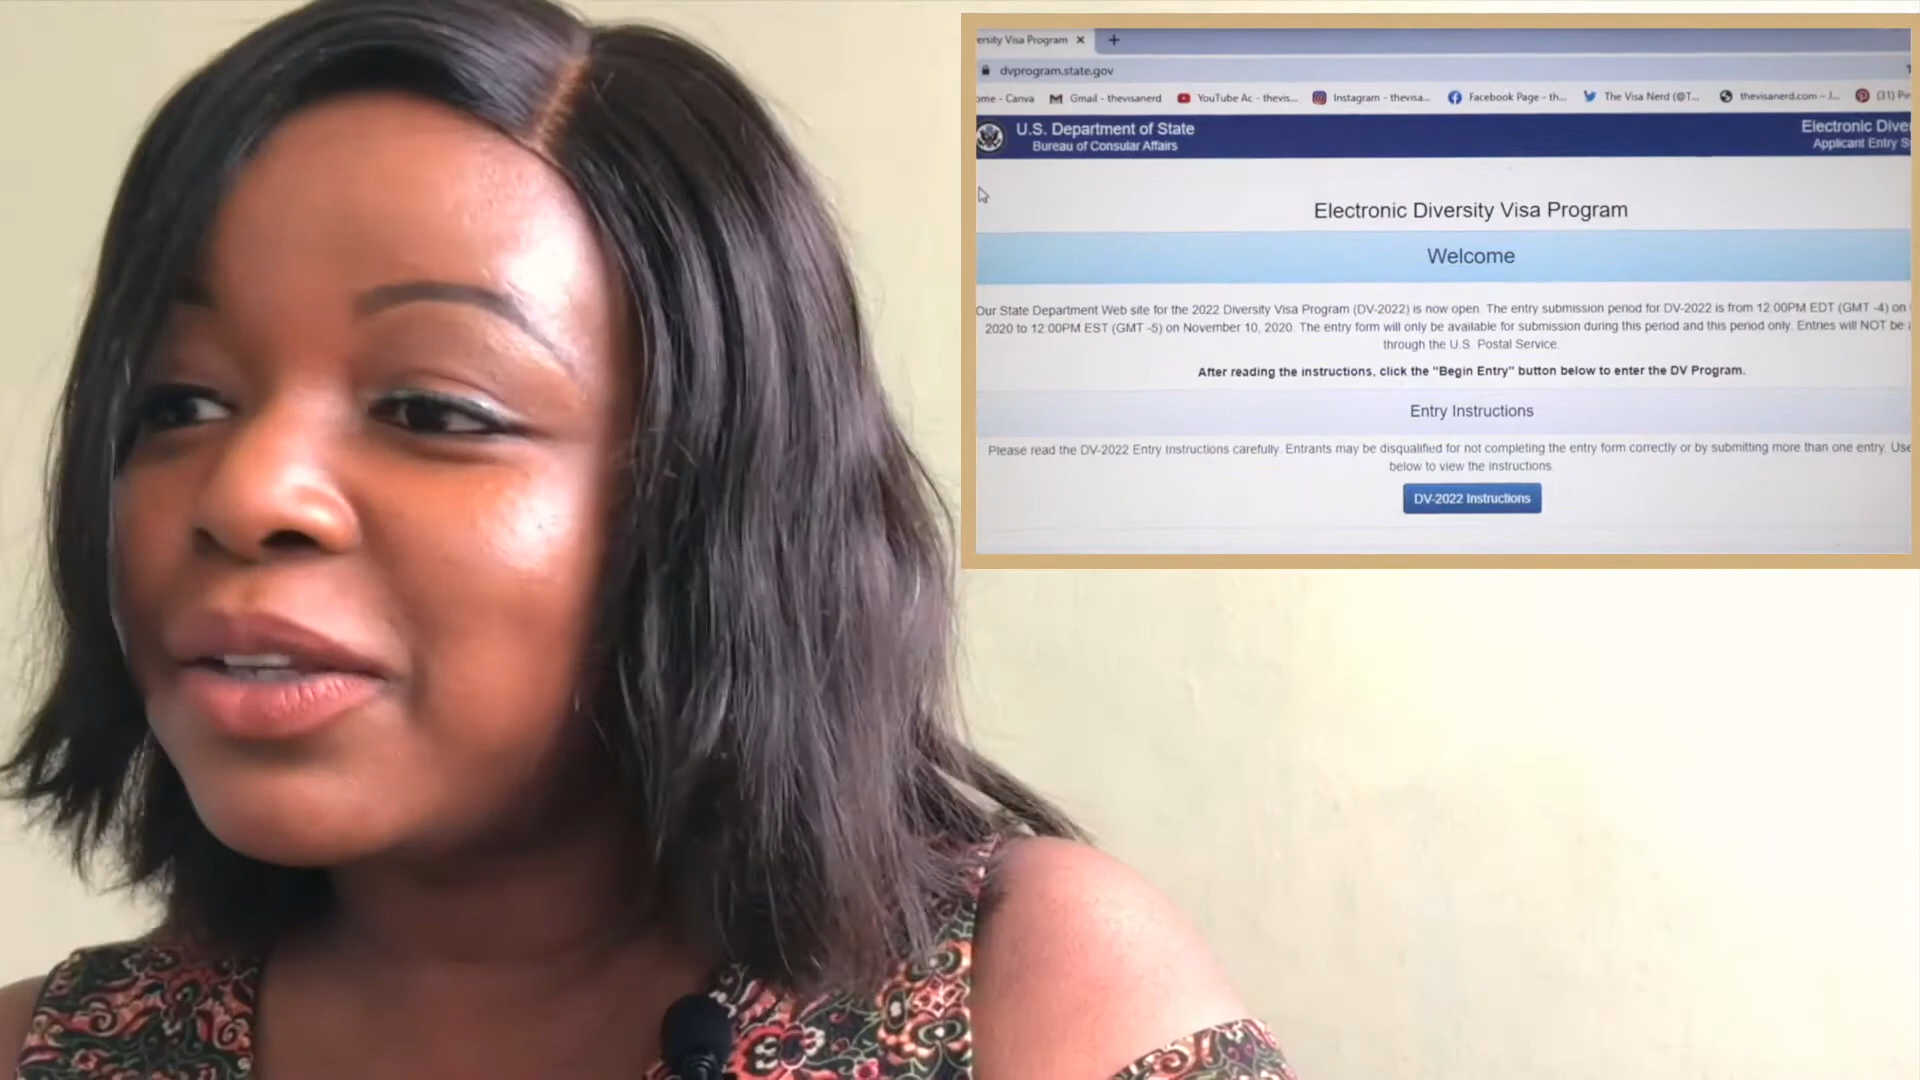 ersity Visa Program
dvprogram.state.gov
ome - Canva Gmail - thevisanerd YouTube Ac - thevis... Instagram - thevisa... Facebook Page - th... The Visa Nerd (@T... thevisanerd.com – J... (31) Pi
U.S. Department of State
Bureau of Consular Affairs
Electronic Diver
Applicant Entry S
Electronic Diversity Visa Program
Welcome
Our State Department Web site for the 2022 Diversity Visa Program (DV-2022) is now open. The entry submission period for DV-2022 is from 12:00PM EDT (GMT -4) on
2020 to 12:00PM EST (GMT -5) on November 10, 2020. The entry form will only be available for submission during this period and this period only. Entries will NOT be
through the U.S. Postal Service.
After reading the instructions, click the "Begin Entry" button below to enter the DV Program.
Entry Instructions
Please read the DV-2022 Entry Instructions carefully. Entrants may be disqualified for not completing the entry form correctly or by submitting more than one entry. Use
below to view the instructions.
DV-2022 Instructions